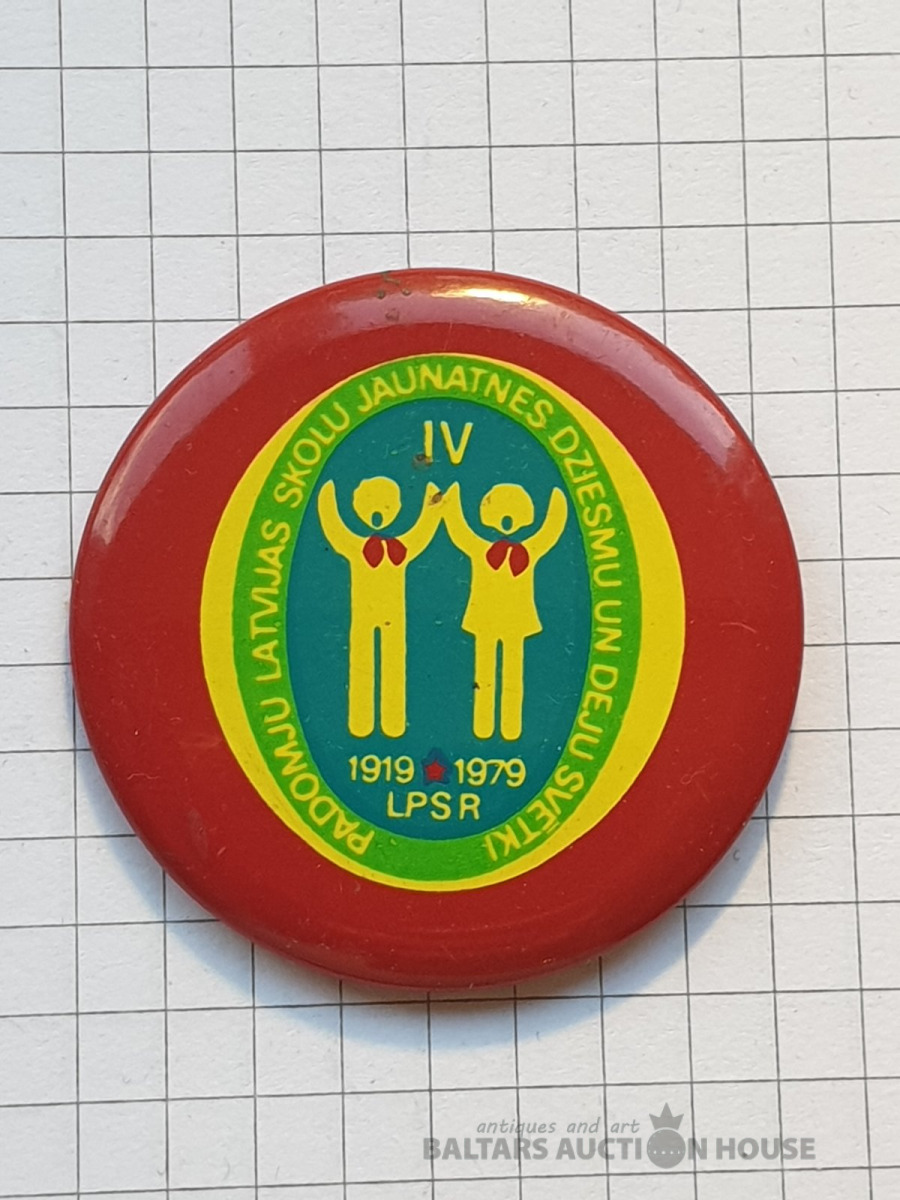 PADOMJU LATVIJAS SKOLU JAUNATNES DZIESMU UN DEJU SVĒTKI
IV
1919 1979
LPSR
antiques and art
BALTARS AUCTION HOUSE